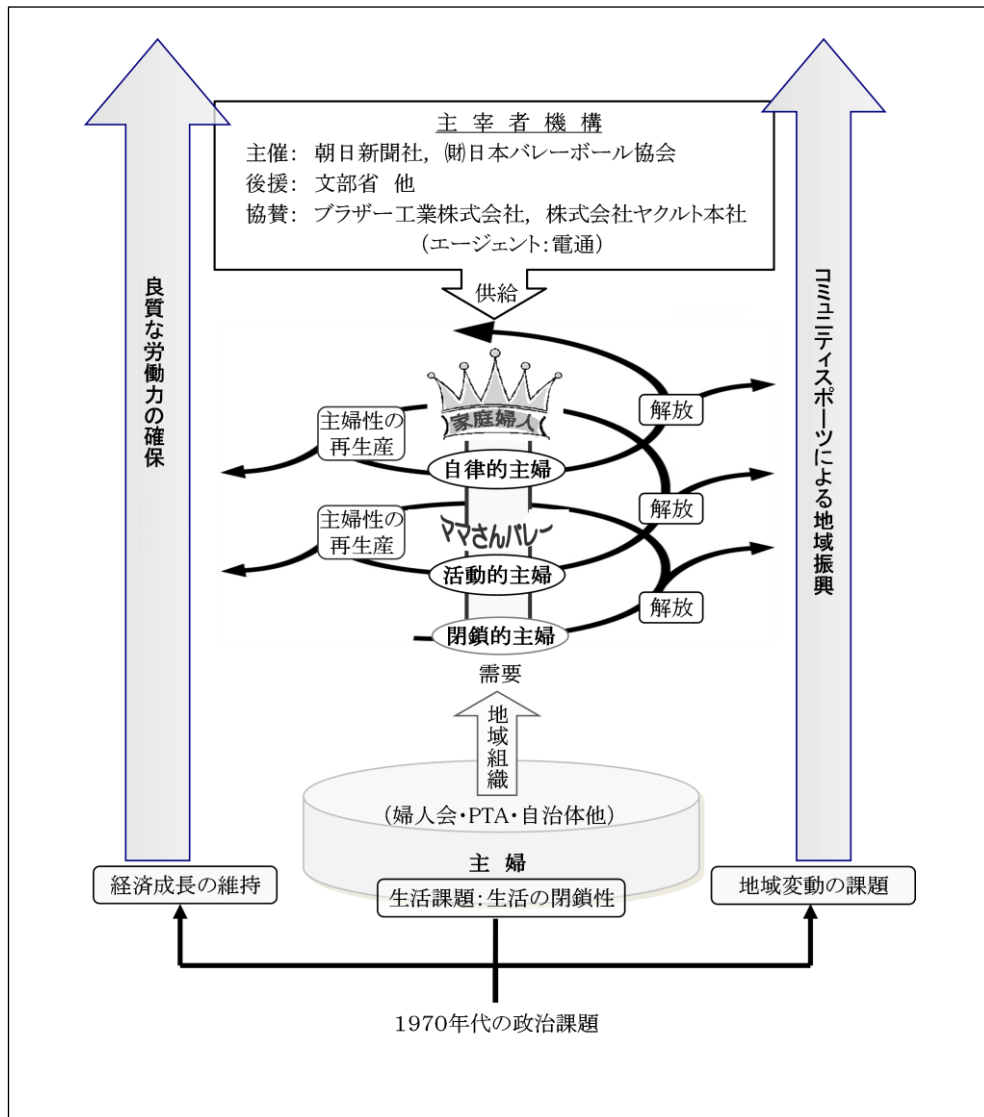 主 宰 者 機 構
主催： 朝日新聞社， ㈶日本バレーボール協会
後援： 文部省 他
協賛： ブラザー工業株式会社， 株式会社ヤクルト本社
（エージェント：電通）
供給
良質な労働力の確保
コミュニティスポーツによる地域振興
家庭婦人
主婦性の
再生産
解放
自律的主婦
主婦性の
再生産
ママさんバレー
解放
活動的主婦
解放
閉鎖的主婦
需要
地域組織
（婦人会・PTA・自治体他）
主 婦
経済成長の維持
生活課題：生活の閉鎖性
地域変動の課題
1970年代の政治課題